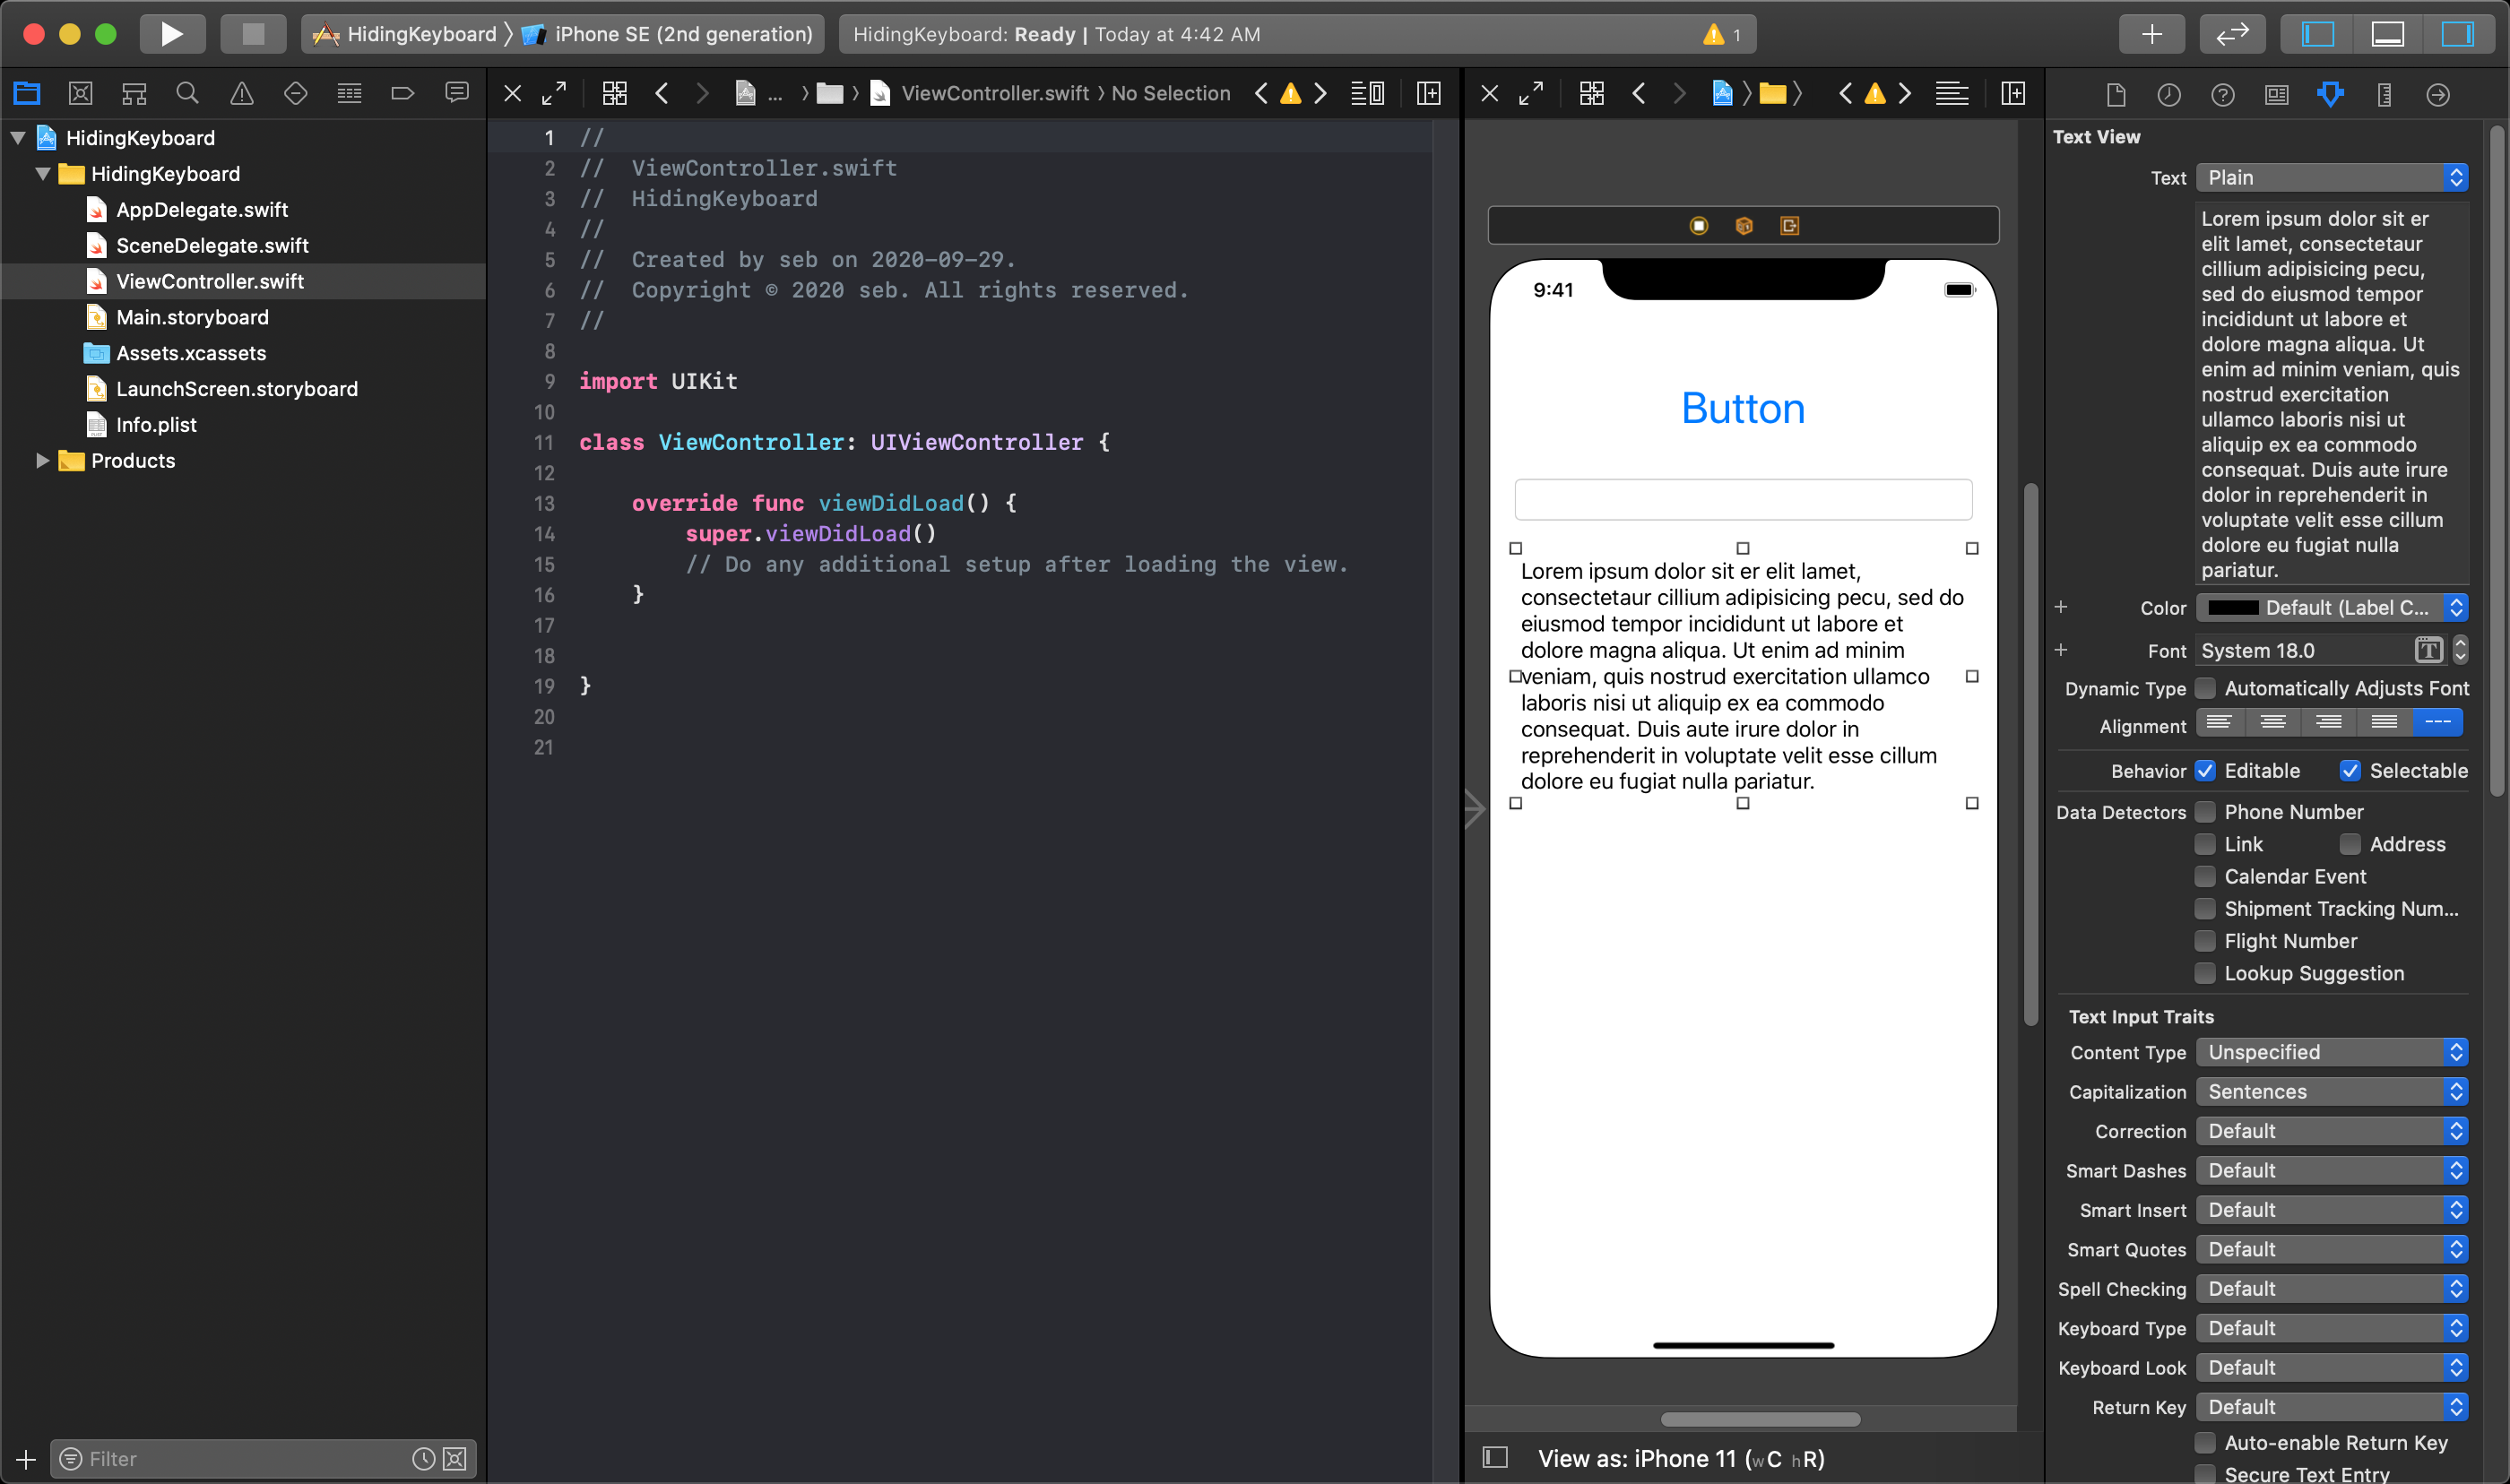 HidingKeyboard 〉 iPhone SE (2nd generation)
HidingKeyboard: Ready | Today at 4:42 AM
1
HidingKeyboard
HidingKeyboard
AppDelegate.swift
SceneDelegate.swift
ViewController.swift
Main.storyboard
Assets.xcassets
LaunchScreen.storyboard
Info.plist
Products
Filter
... 〉 〉 ViewController.swift 〉 No Selection
1 //
2 //  ViewController.swift
3 //  HidingKeyboard
4 //
5 //  Created by seb on 2020-09-29.
6 //  Copyright © 2020 seb. All rights reserved.
7 //
8
9 import UIKit
10
11 class ViewController: UIViewController {
12
13     override func viewDidLoad() {
14         super.viewDidLoad()
15         // Do any additional setup after loading the view.
16     }
17
18
19 }
20
21
9:41
Button
Lorem ipsum dolor sit er elit lamet,
consectetaur cillium adipisicing pecu, sed do
eiusmod tempor incididunt ut labore et
dolore magna aliqua. Ut enim ad minim
veniam, quis nostrud exercitation ullamco
laboris nisi ut aliquip ex ea commodo
consequat. Duis aute irure dolor in
reprehenderit in voluptate velit esse cillum
dolore eu fugiat nulla pariatur.
View as: iPhone 11 (wC hR)
Text View
Text Plain
Lorem ipsum dolor sit er
elit lamet, consectetaur
cillium adipisicing pecu,
sed do eiusmod tempor
incididunt ut labore et
dolore magna aliqua. Ut
enim ad minim veniam, quis
nostrud exercitation
ullamco laboris nisi ut
aliquip ex ea commodo
consequat. Duis aute irure
dolor in reprehenderit in
voluptate velit esse cillum
dolore eu fugiat nulla
pariatur.
+ Color Default (Label C...
+ Font System 18.0 T
Dynamic Type Automatically Adjusts Font
Alignment
Behavior Editable Selectable
Data Detectors Phone Number
Link Address
Calendar Event
Shipment Tracking Num...
Flight Number
Lookup Suggestion
Text Input Traits
Content Type Unspecified
Capitalization Sentences
Correction Default
Smart Dashes Default
Smart Insert Default
Smart Quotes Default
Spell Checking Default
Keyboard Type Default
Keyboard Look Default
Return Key Default
Auto-enable Return Key
Secure Text Entry